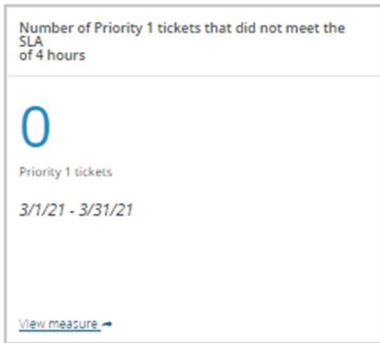 Number of Priority 1 tickets that did not meet the
SLA
of 4 hours
0
Priority 1 tickets
3/1/21 - 3/31/21
View measure